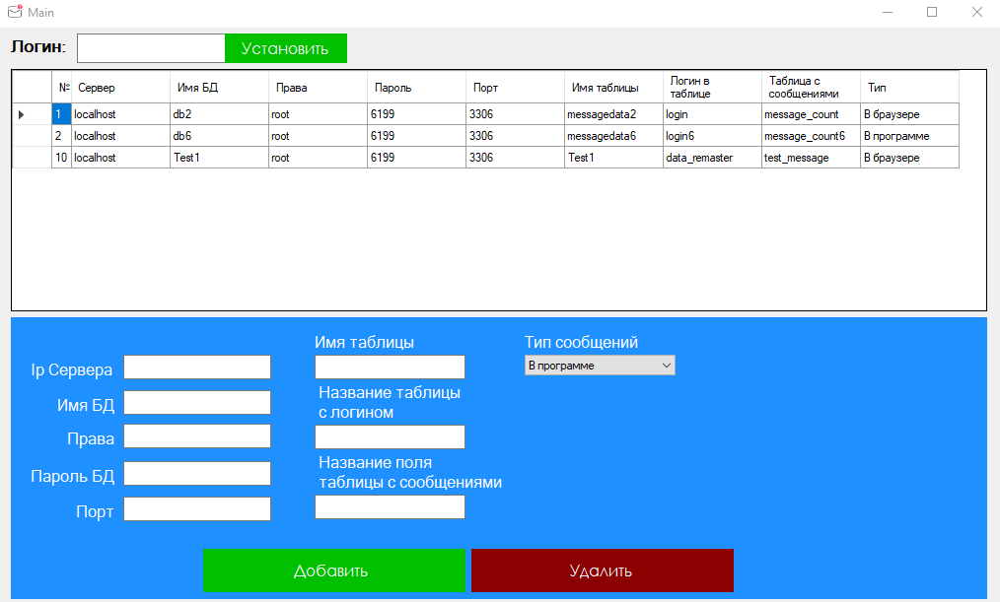 Main
Логин:
Установить
№ Сервер Имя БД Права Пароль Порт Имя таблицы Логин в таблице Таблица с сообщениями Тип
1 localhost db2 root 6199 3306 messagedata2 login message_count В браузере
2 localhost db6 root 6199 3306 messagedata6 login6 message_count6 В программе
10 localhost Test1 root 6199 3306 Test1 data_remaster test_message В браузере
Ip Сервера
Имя БД
Права
Пароль БД
Порт
Имя таблицы
Название таблицы
с логином
Название поля
таблицы с сообщениями
Тип сообщений
В программе
Добавить
Удалить